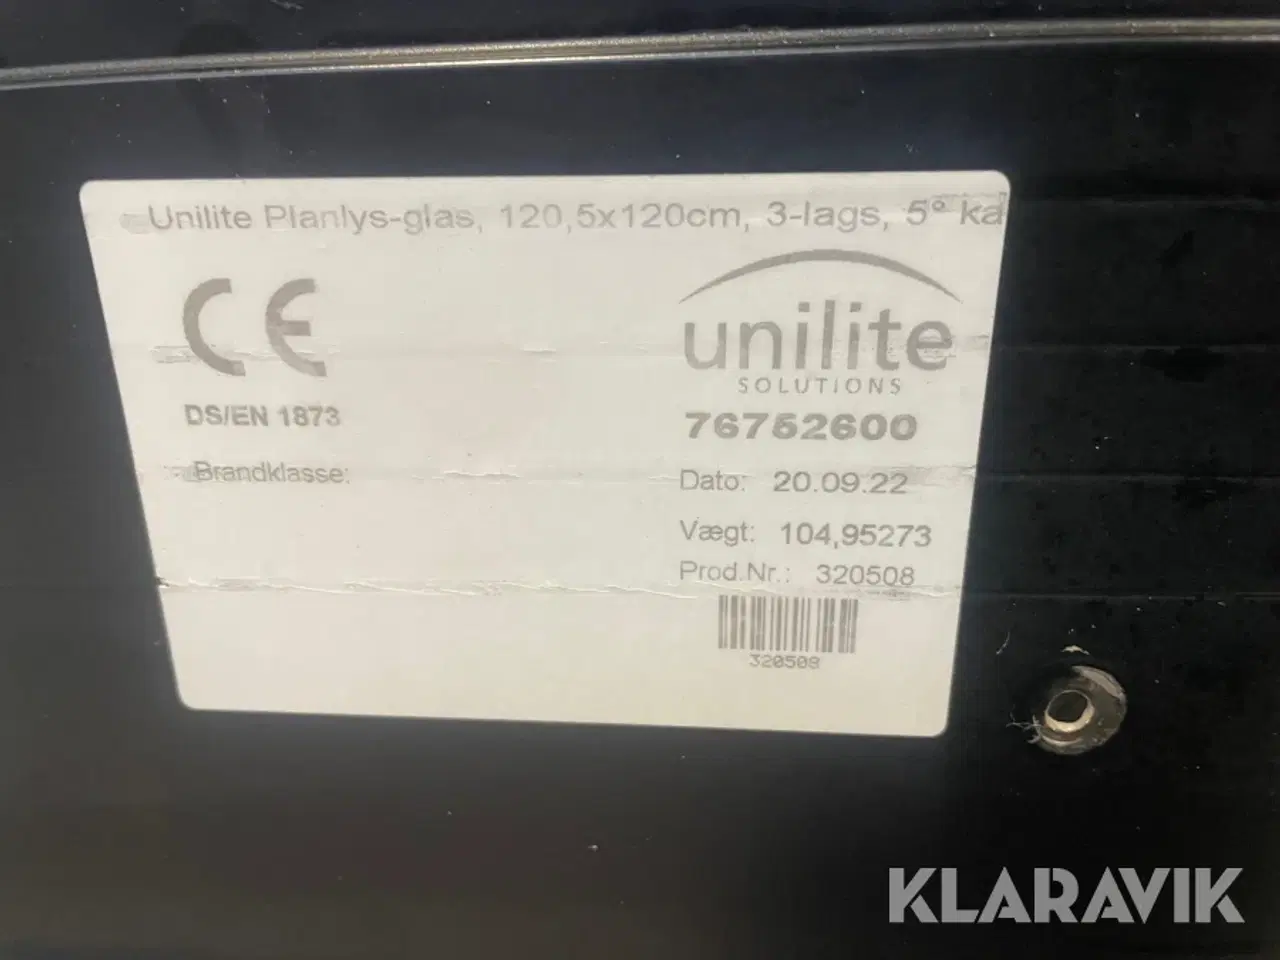 Unilite Planlys-glas, 120,5x120cm, 3-lags, 5° ka
CE
DS/EN 1873
Brandklasse:
unilite
SOLUTIONS
76752600
Dato: 20.09.22
Vægt: 104,95273
Prod.Nr.: 320508
320508
KLARAVIK